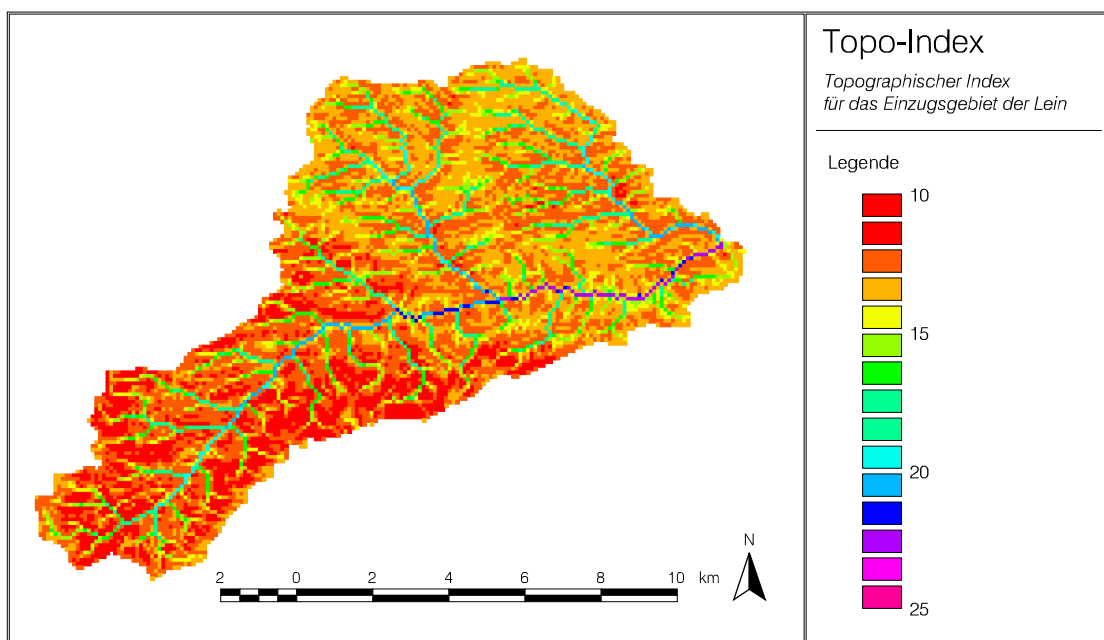 Topo-Index
Topographischer Index
für das Einzugsgebiet der Lein
Legende
10
15
20
25
N
2 0 2 4 6 8 10 km